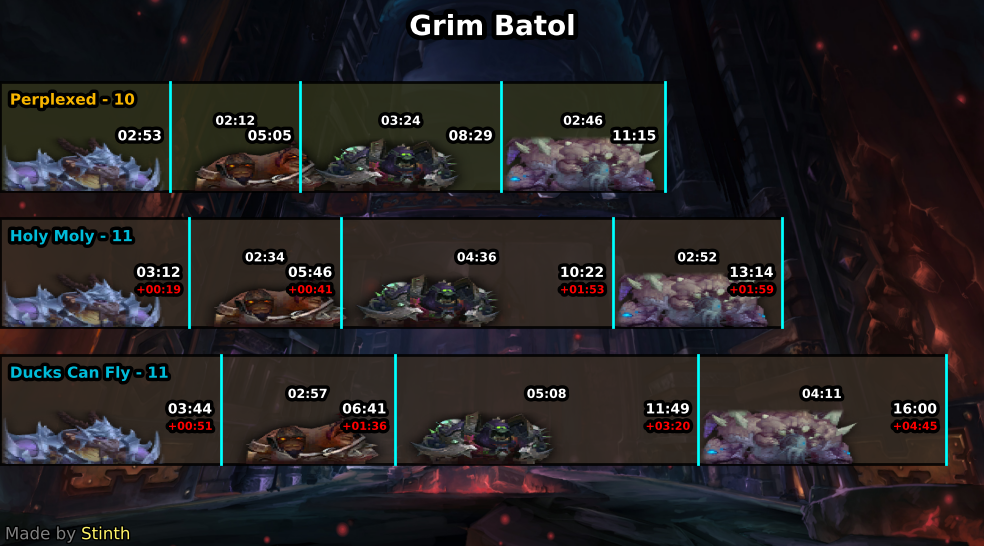 Grim Batol
Perplexed - 10
02:12 03:24 02:46
02:53 05:05 08:29 11:15
Holy Moly - 11
02:34 04:36 02:52
03:12 05:46 10:22 13:14
+00:19 +00:41 +01:53 +01:59
Ducks Can Fly - 11
02:57 05:08 04:11
03:44 06:41 11:49 16:00
+00:51 +01:36 +03:20 +04:45
Made by Stinth